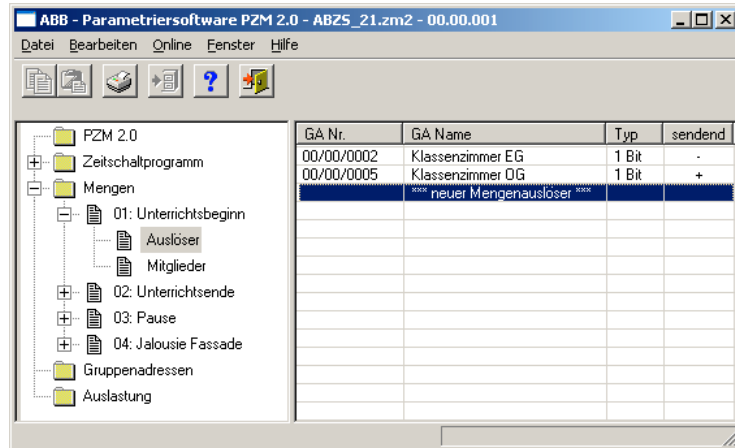 ABB - Parametriersoftware PZM 2.0 - ABZS_21.zm2 - 00.00.001
Datei Bearbeiten Online Fenster Hilfe
PZM 2.0
Zeitschaltprogramm
Mengen
01: Unterrichtsbeginn
Auslöser
Mitglieder
02: Unterrichtsende
03: Pause
04: Jalousie Fassade
Gruppenadressen
Auslastung
GA Nr. GA Name Typ sendend
00/00/0002 Klassenzimmer EG 1 Bit -
00/00/0005 Klassenzimmer OG 1 Bit +
*** neuer Mengenauslöser ***